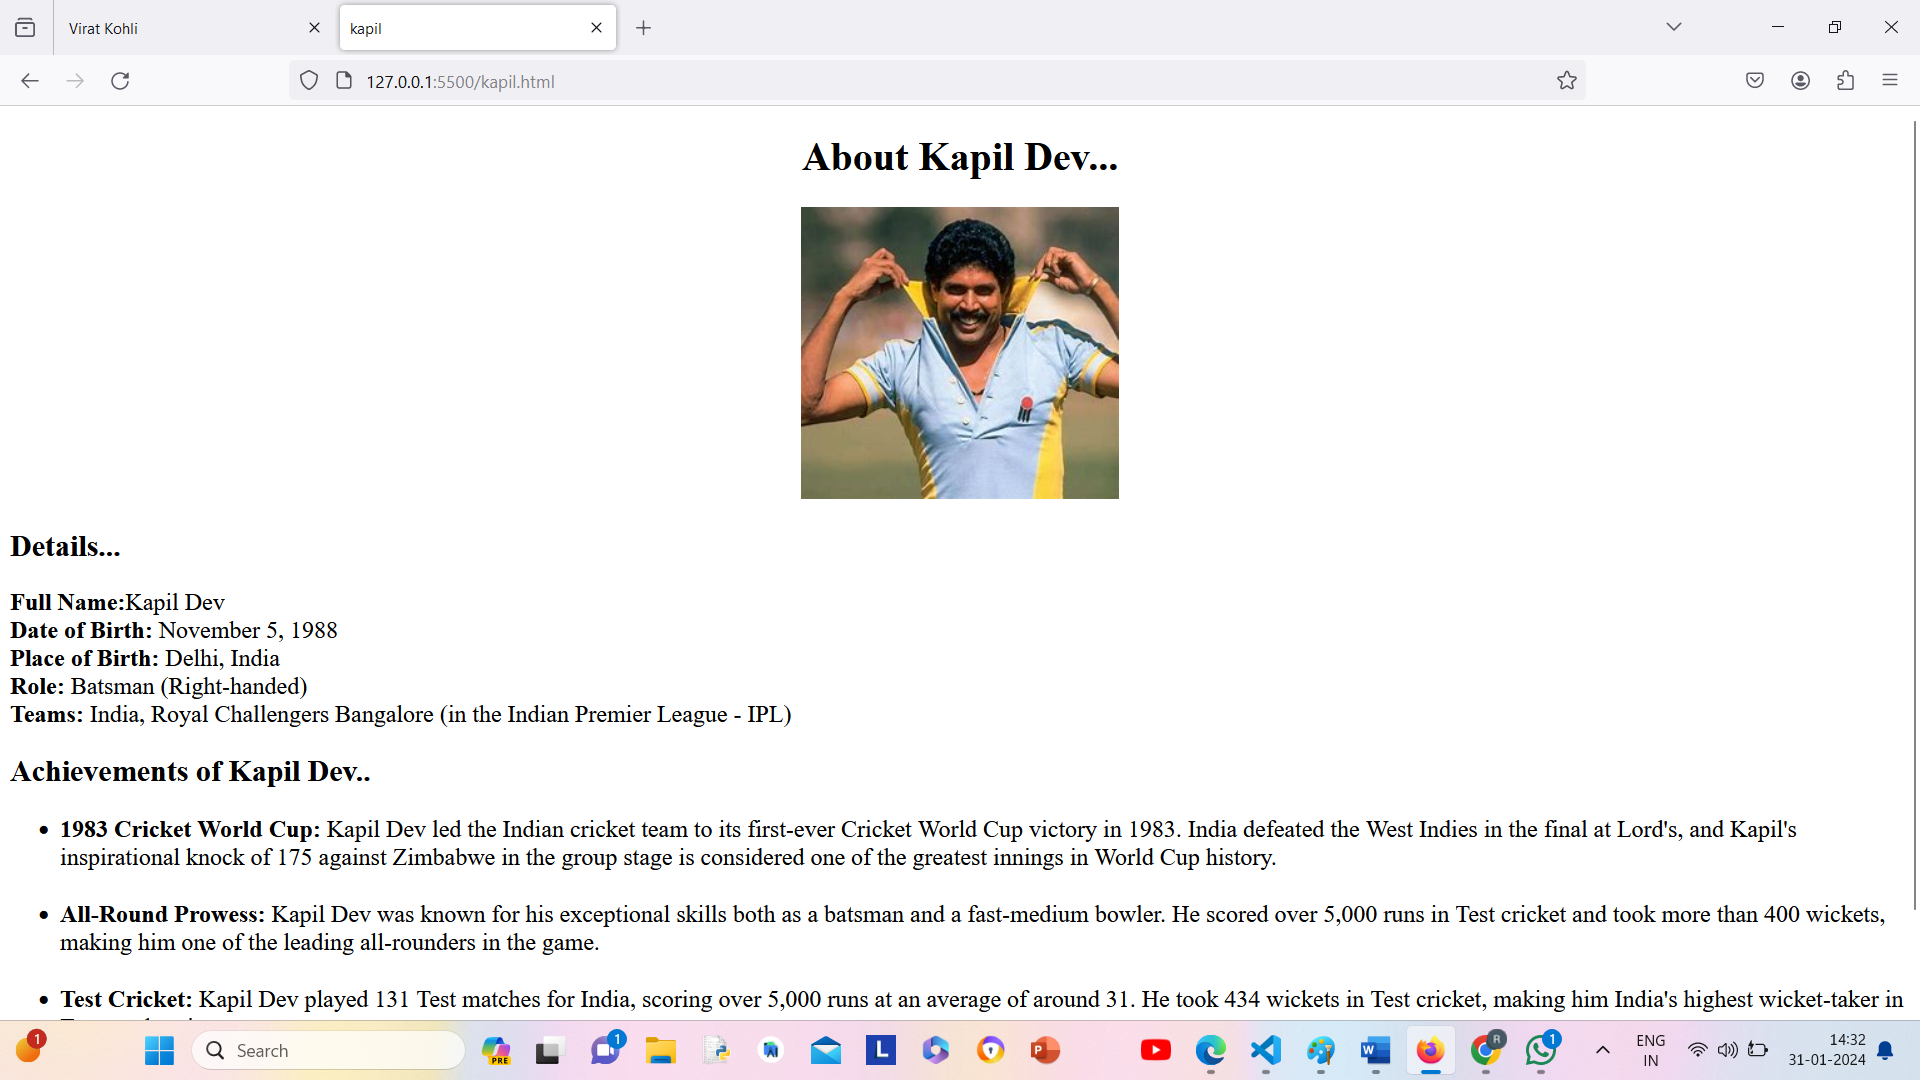 Virat Kohli
kapil
127.0.0.1:5500/kapil.html
About Kapil Dev...
Details...
Full Name:Kapil Dev
Date of Birth: November 5, 1988
Place of Birth: Delhi, India
Role: Batsman (Right-handed)
Teams: India, Royal Challengers Bangalore (in the Indian Premier League - IPL)
Achievements of Kapil Dev..
1983 Cricket World Cup: Kapil Dev led the Indian cricket team to its first-ever Cricket World Cup victory in 1983. India defeated the West Indies in the final at Lord's, and Kapil's
inspirational knock of 175 against Zimbabwe in the group stage is considered one of the greatest innings in World Cup history.
All-Round Prowess: Kapil Dev was known for his exceptional skills both as a batsman and a fast-medium bowler. He scored over 5,000 runs in Test cricket and took more than 400 wickets,
making him one of the leading all-rounders in the game.
Test Cricket: Kapil Dev played 131 Test matches for India, scoring over 5,000 runs at an average of around 31. He took 434 wickets in Test cricket, making him India's highest wicket-taker in
1
Search
PRE
1
L
P
W
R
1
ENG
IN
14:32
31-01-2024